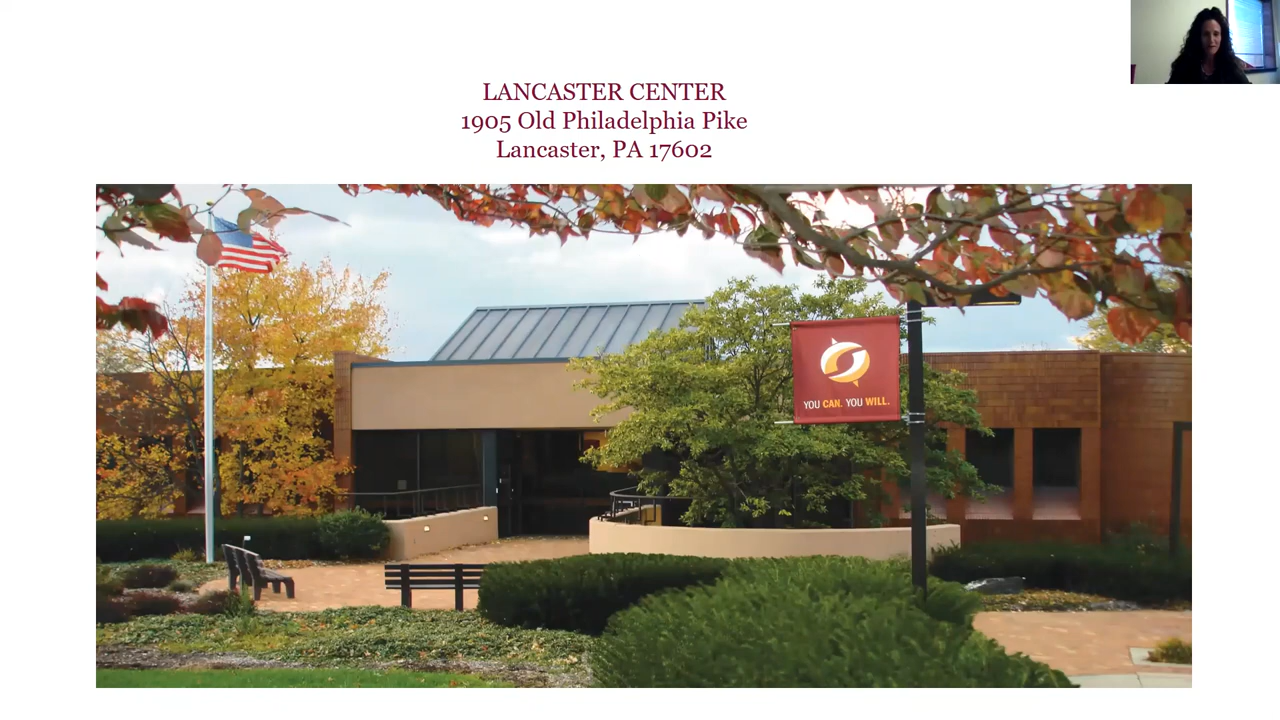 LANCASTER CENTER
1905 Old Philadelphia Pike
Lancaster, PA 17602
YOU CAN. YOU WILL.